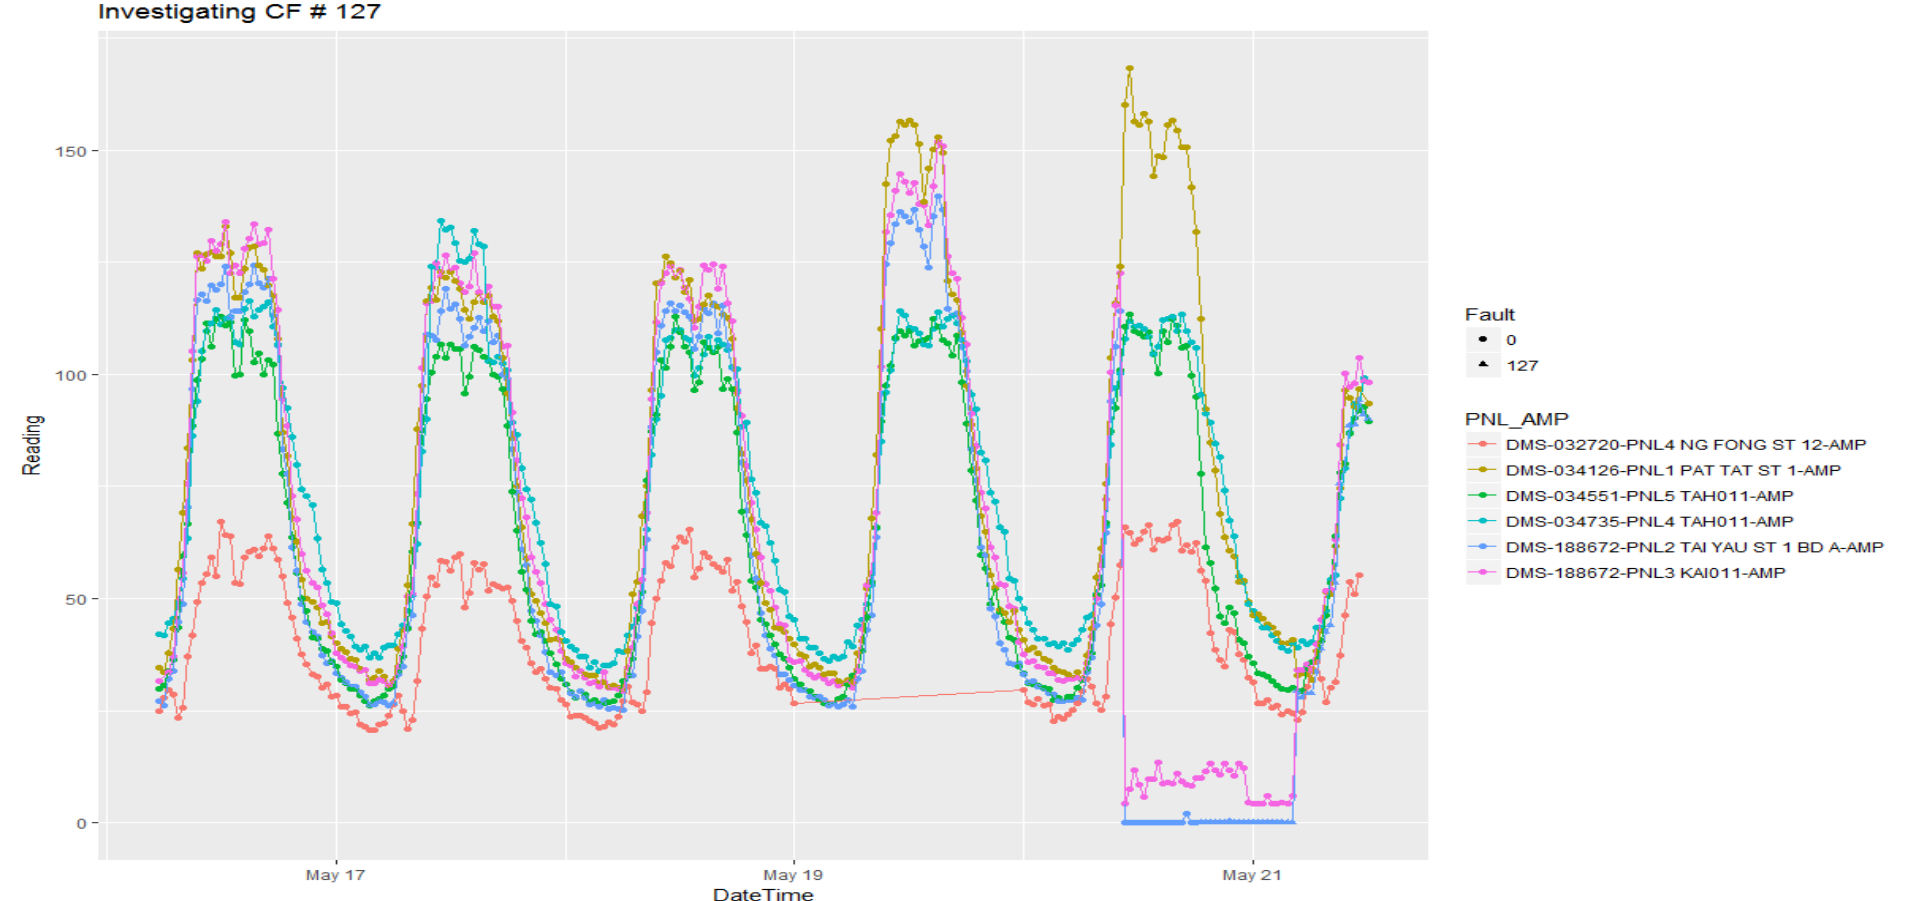 Investigating CF # 127
150
100
50
0
Reading
May 17
May 19
May 21
DateTime
Fault
0
127
PNL_AMP
DMS-032720-PNL4 NG FONG ST 12-AMP
DMS-034126-PNL1 PAT TAT ST 1-AMP
DMS-034551-PNL5 TAH011-AMP
DMS-034735-PNL4 TAH011-AMP
DMS-188672-PNL2 TAI YAU ST 1 BD A-AMP
DMS-188672-PNL3 KAI011-AMP